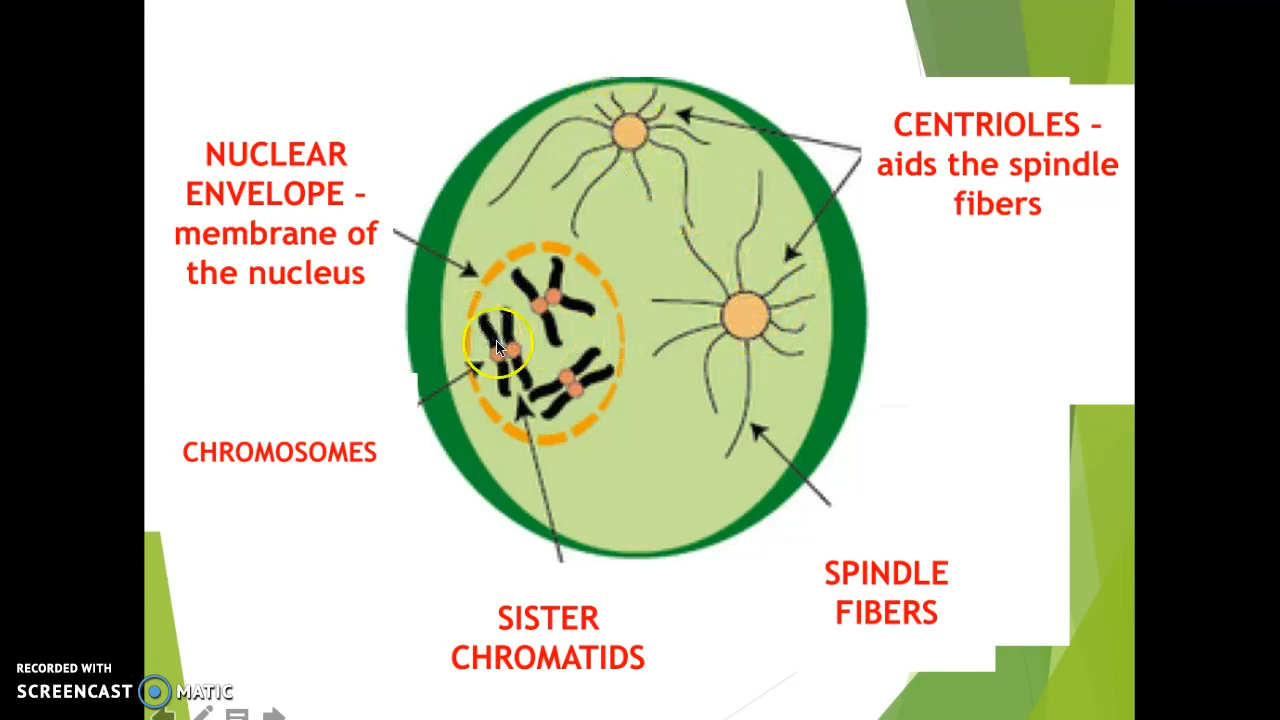 NUCLEAR
ENVELOPE –
membrane of
the nucleus
CENTRIOLES –
aids the spindle
fibers
CHROMOSOMES
SISTER
CHROMATIDS
SPINDLE
FIBERS
RECORDED WITH
SCREENCAST MATIC